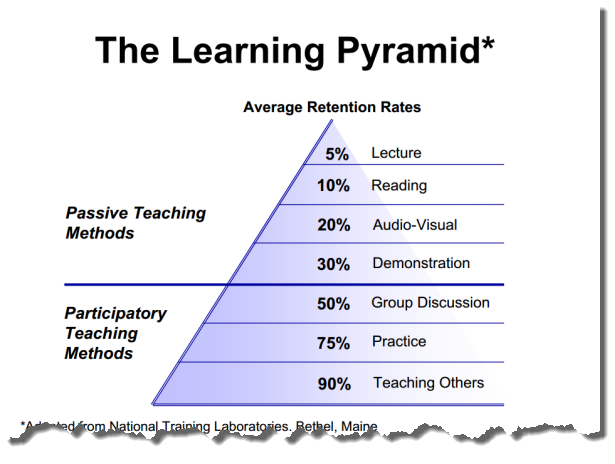 The Learning Pyramid*
Average Retention Rates
5% Lecture
10% Reading
Passive Teaching
Methods
20% Audio-Visual
30% Demonstration
Participatory
Teaching
Methods
50% Group Discussion
75% Practice
90% Teaching Others
*Adapted from National Training Laboratories. Bethel, Maine